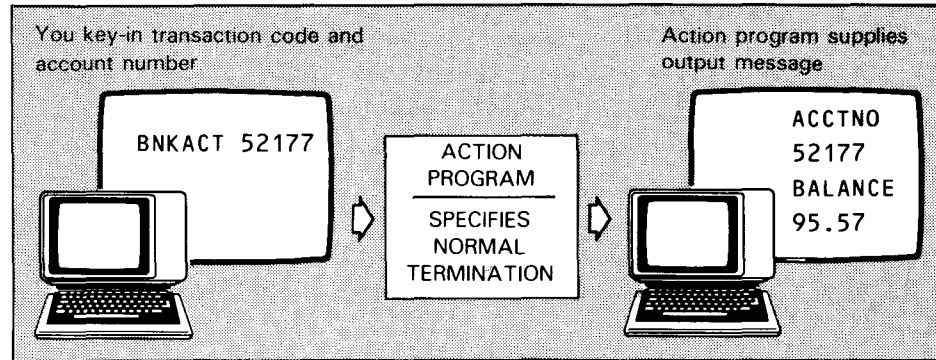 You key-in transaction code and
account number
BNKACT 52177
ACTION
PROGRAM
SPECIFIES
NORMAL
TERMINATION
Action program supplies
output message
ACCTNO
52177
BALANCE
95.57